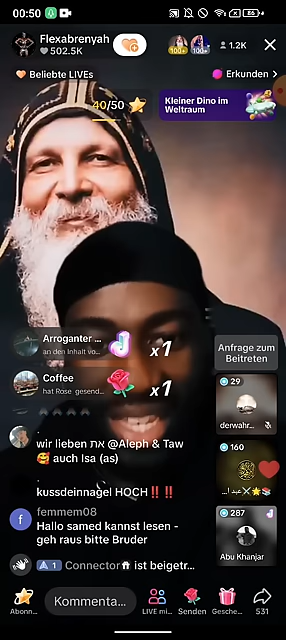 00:50
Flexabrenyah
502.5K
100+
100+
1.2K
Beliebte LIVEs
Erkunden >
40/50
Kleiner Dino im
Weltraum
Arroganter ...
an den Inhalt vo...
x1
Anfrage zum
Beitreten
Coffee
hat Rose gesend...
x1
29
derwahr...
wir lieben את @Aleph & Taw
🥰 auch Isa (as)
160
kussdeinnagel HOCH‼️‼️
f
femmem08
Hallo samed kannst lesen -
geh raus bitte Bruder
287
Abu Khanjar
1
Connector ist beigetr...
Abonn...
Kommenta...
LIVE mi...
Senden
Gesche...
531